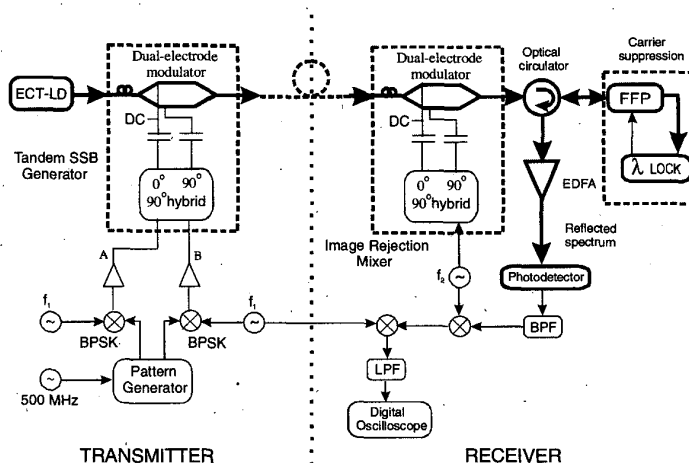 Dual-electrode
modulator
ECT-LD
DC
Tandem SSB
Generator
0° 90°
90°hybrid
A
B
f₁
BPSK
BPSK
f₁
500 MHz
Pattern
Generator
TRANSMITTER
Dual-electrode
modulator
Optical
circulator
Carrier
suppression
FFP
λ LOCK
DC
EDFA
0° 90°
90°hybrid
Image Rejection
Mixer
Reflected
spectrum
f₂
Photodetector
BPF
LPF
Digital
Oscilloscope
RECEIVER